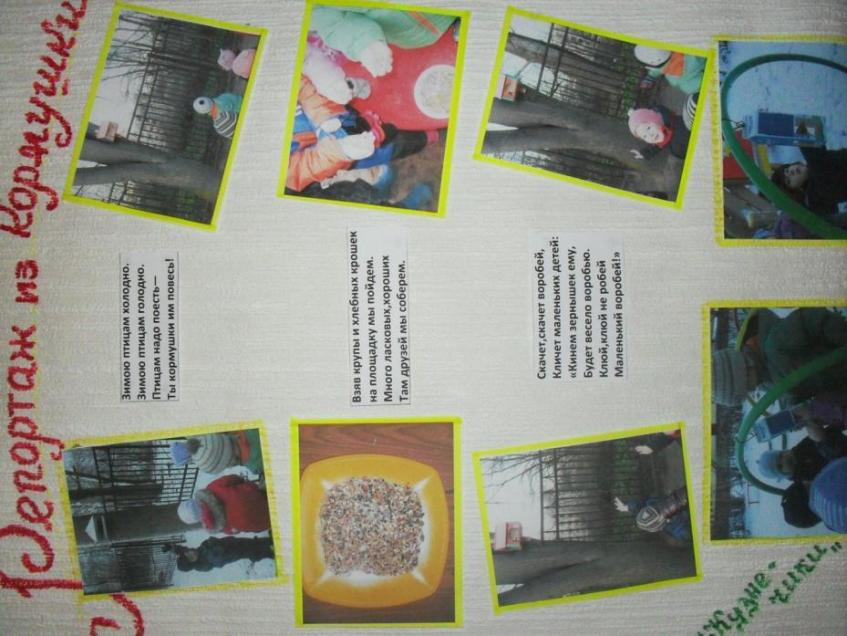 Репортаж из кормушки
Зимою птицам холодно.
Зимою птицам голодно.
Птицам надо поесть—
Ты кормушки им повесь!
Взяв крупы и хлебных крошек
на площадку мы пойдем.
Много ласковых,хороших
Там друзей мы соберем.
Скачет,скачет воробей,
Кличет маленьких детей:
«Кинем зернышек ему,
Будет весело воробью.
Клюй,клюй не робей
Маленький воробей!»
"Кузне-
чики"